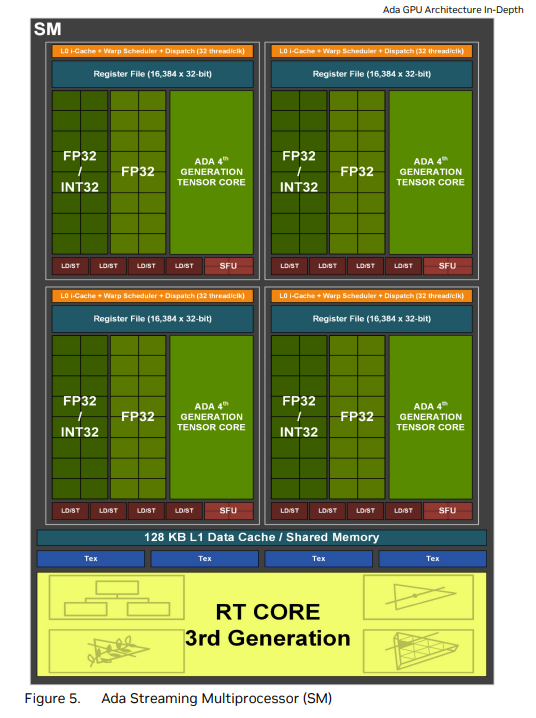 Ada GPU Architecture In-Depth
SM
L0 i-Cache + Warp Scheduler + Dispatch (32 thread/clk)
Register File (16,384 x 32-bit)
FP32
/
INT32
FP32
ADA 4th
GENERATION
TENSOR CORE
LD/ST LD/ST LD/ST LD/ST SFU
L0 i-Cache + Warp Scheduler + Dispatch (32 thread/clk)
Register File (16,384 x 32-bit)
FP32
/
INT32
FP32
ADA 4th
GENERATION
TENSOR CORE
LD/ST LD/ST LD/ST LD/ST SFU
L0 i-Cache + Warp Scheduler + Dispatch (32 thread/clk)
Register File (16,384 x 32-bit)
FP32
/
INT32
FP32
ADA 4th
GENERATION
TENSOR CORE
LD/ST LD/ST LD/ST LD/ST SFU
L0 i-Cache + Warp Scheduler + Dispatch (32 thread/clk)
Register File (16,384 x 32-bit)
FP32
/
INT32
FP32
ADA 4th
GENERATION
TENSOR CORE
LD/ST LD/ST LD/ST LD/ST SFU
128 KB L1 Data Cache / Shared Memory
Tex Tex Tex Tex
RT CORE
3rd Generation
Figure 5. Ada Streaming Multiprocessor (SM)